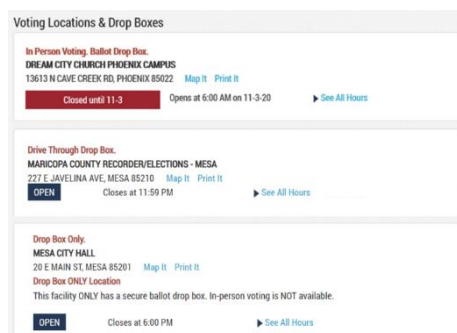 Voting Locations & Drop Boxes
In Person Voting. Ballot Drop Box.
DREAM CITY CHURCH PHOENIX CAMPUS
13613 N CAVE CREEK RD, PHOENIX 85022 Map It Print It
Closed until 11-3 Opens at 6:00 AM on 11-3-20 See All Hours
Drive Through Drop Box.
MARICOPA COUNTY RECORDER/ELECTIONS - MESA
227 E JAVELINA AVE, MESA 85210 Map It Print It
OPEN Closes at 11:59 PM See All Hours
Drop Box Only.
MESA CITY HALL
20 E MAIN ST, MESA 85201 Map It Print It
Drop Box ONLY Location
This facility ONLY has a secure ballot drop box. In-person voting is NOT available.
OPEN Closes at 6:00 PM See All Hours